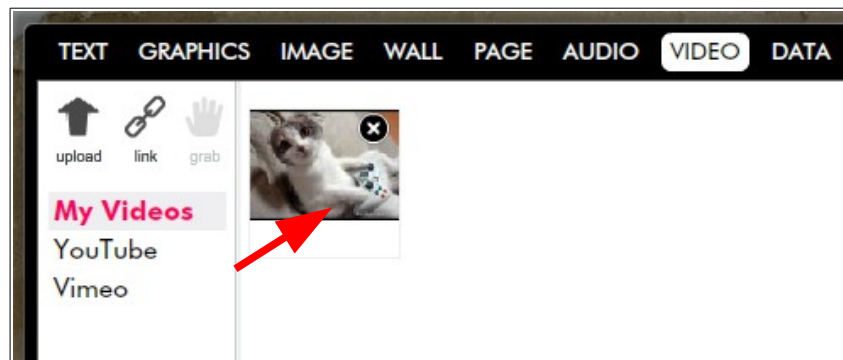 TEXT GRAPHICS IMAGE WALL PAGE AUDIO VIDEO DATA
upload link grab
My Videos
YouTube
Vimeo